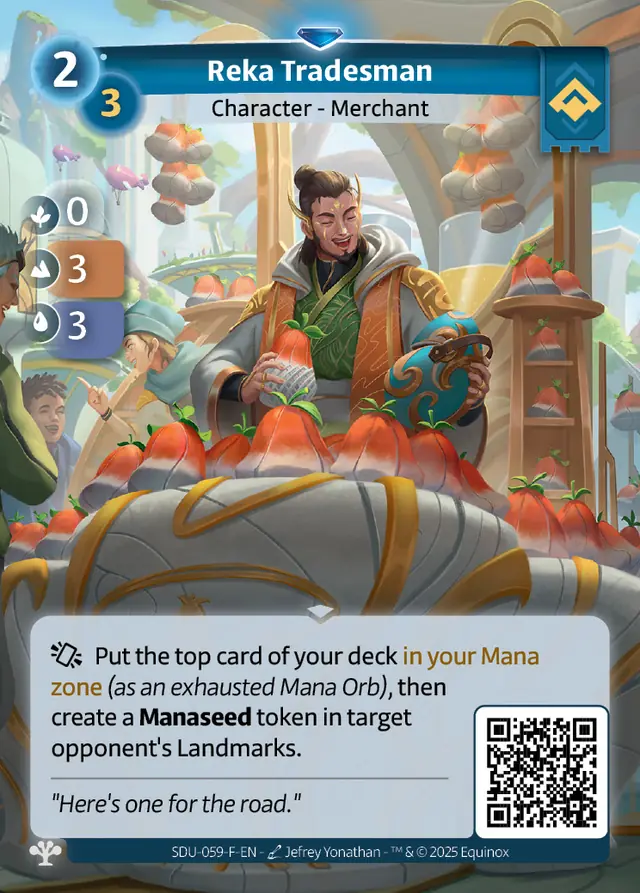 2
Reka Tradesman
3
Character - Merchant
0
3
3
Put the top card of your deck in your Mana
zone (as an exhausted Mana Orb), then
create a Manaseed token in target
opponent's Landmarks.
"Here's one for the road."
SDU-059-F-EN - Jefrey Yonathan - ™ & © 2025 Equinox